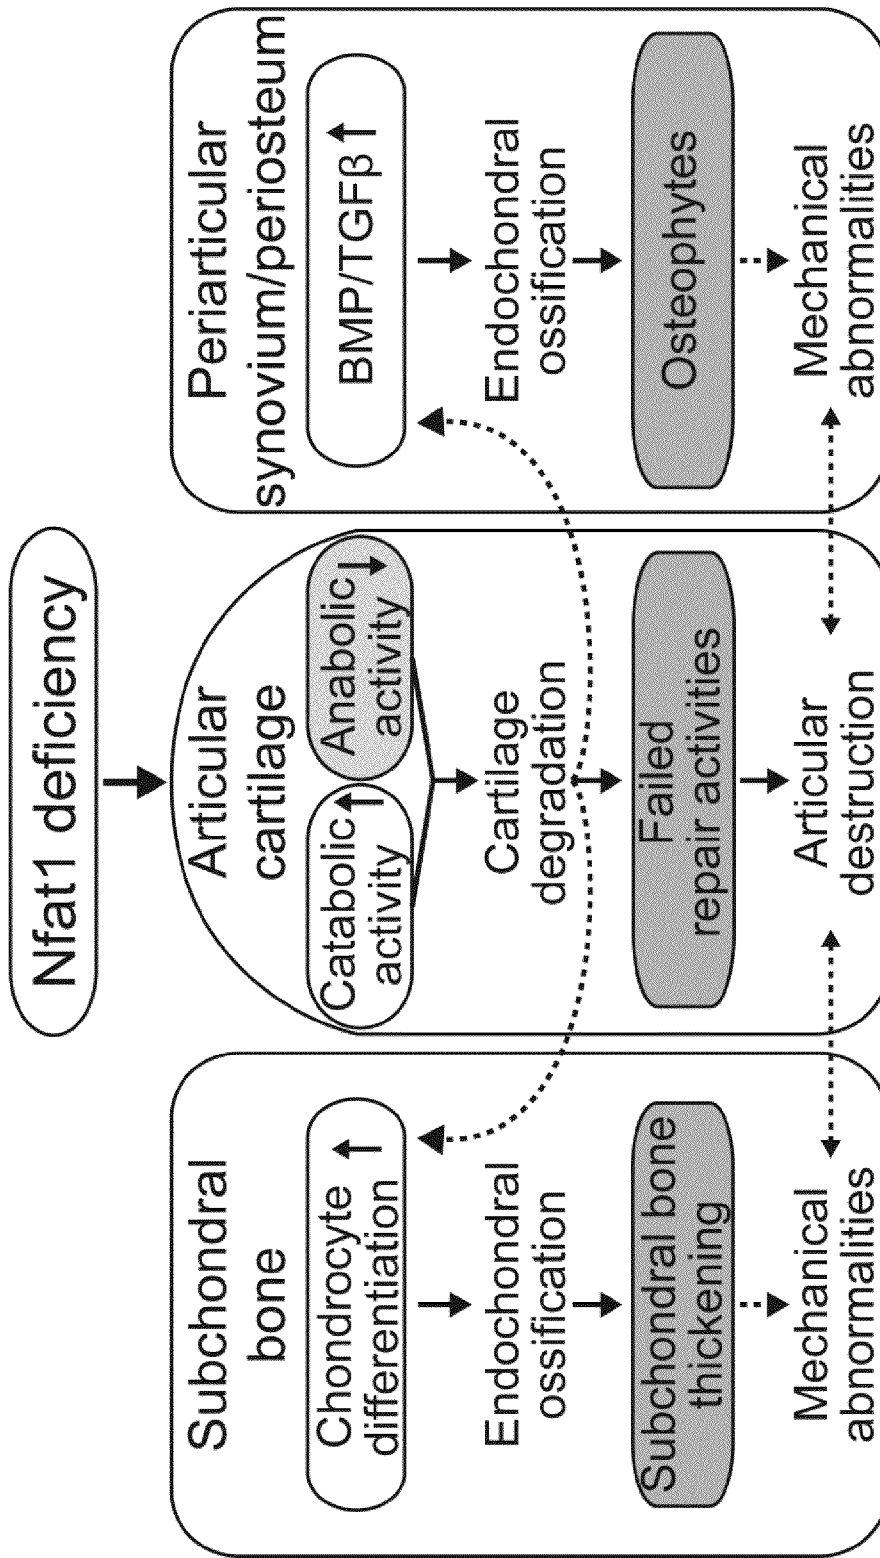 Nfat1 deficiency
Subchondral
bone
Chondrocyte
differentiation
Endochondral
ossification
Subchondral bone
thickening
Mechanical
abnormalities
Articular
cartilage
Catabolic
activity
Anabolic
activity
Cartilage
degradation
Failed
repair activities
Articular
destruction
Periarticular
synovium/periosteum
BMP/TGFβ
Endochondral
ossification
Osteophytes
Mechanical
abnormalities